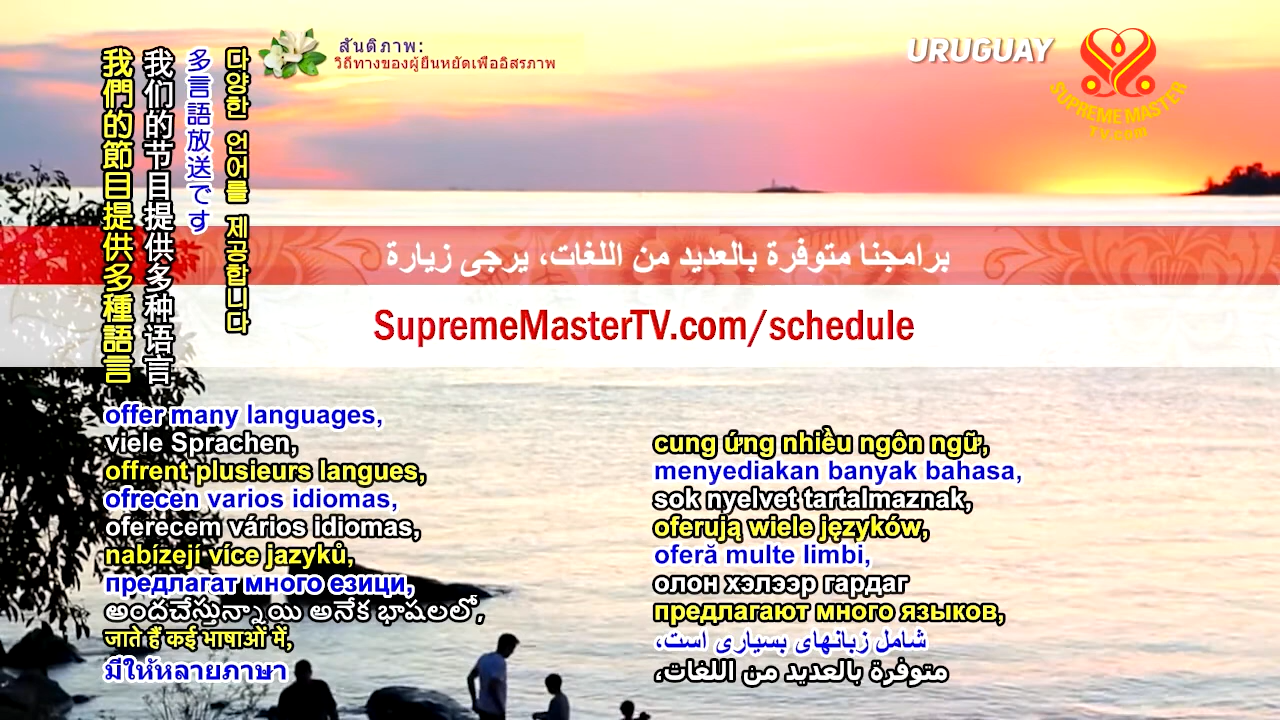 สันติภาพ:
วิถีทางของผู้ยืนหยัดเพื่ออิสรภาพ
URUGUAY
SUPREME MASTER
TV.com
我們的節目提供多種語言
我们的节目提供多种语言
多言語放送です
다양한 언어를 제공합니다
برامجنا متوفرة بالعديد من اللغات، يرجى زيارة
SupremeMasterTV.com/schedule
offer many languages,
viele Sprachen,
offrent plusieurs langues,
ofrecen varios idiomas,
oferecem vários idiomas,
nabízejí více jazyků,
предлагат много езици,
అందచేస్తున్నాయి అనేక భాషలలో,
जाते हैं कई भाषाओं में,
มีให้หลายภาษา
cung ứng nhiều ngôn ngữ,
menyediakan banyak bahasa,
sok nyelvet tartalmaznak,
oferują wiele języków,
oferă multe limbi,
олон хэлээр гардаг
предлагают много языков,
شامل زبانهای بسیاری است،
متوفرة بالعديد من اللغات،